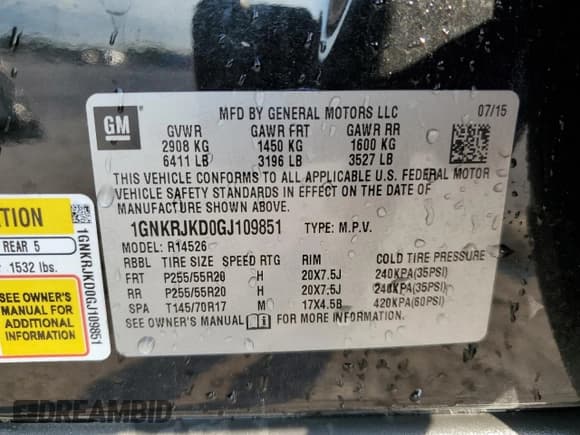 GM
MFD BY GENERAL MOTORS LLC 07/15
GVWR GAWR FRT GAWR RR
2908 KG 1450 KG 1600 KG
6411 LB 3196 LB 3527 LB
THIS VEHICLE CONFORMS TO ALL APPLICABLE U.S. FEDERAL MOTOR
VEHICLE SAFETY STANDARDS IN EFFECT ON THE DATE OF
MANUFACTURE SHOWN ABOVE.
1GNKRJKD0GJ109851 TYPE: M.P.V.
MODEL: R14526
RBBL TIRE SIZE SPEED RTG RIM COLD TIRE PRESSURE
FRT P255/55R20 H 20X7.5J 240KPA(35PSI)
RR P255/55R20 H 20X7.5J 240KPA(35PSI)
SPA T145/70R17 M 17X4.5B 420KPA(60PSI)
SEE OWNER'S MANUAL FOR MORE INFORMATION.
TION
REAR 5
1532 lbs.
SEE OWNER'S
MANUAL FOR
ADDITIONAL
INFORMATION
1GNKRJKD0GJ109851
DREAMBID